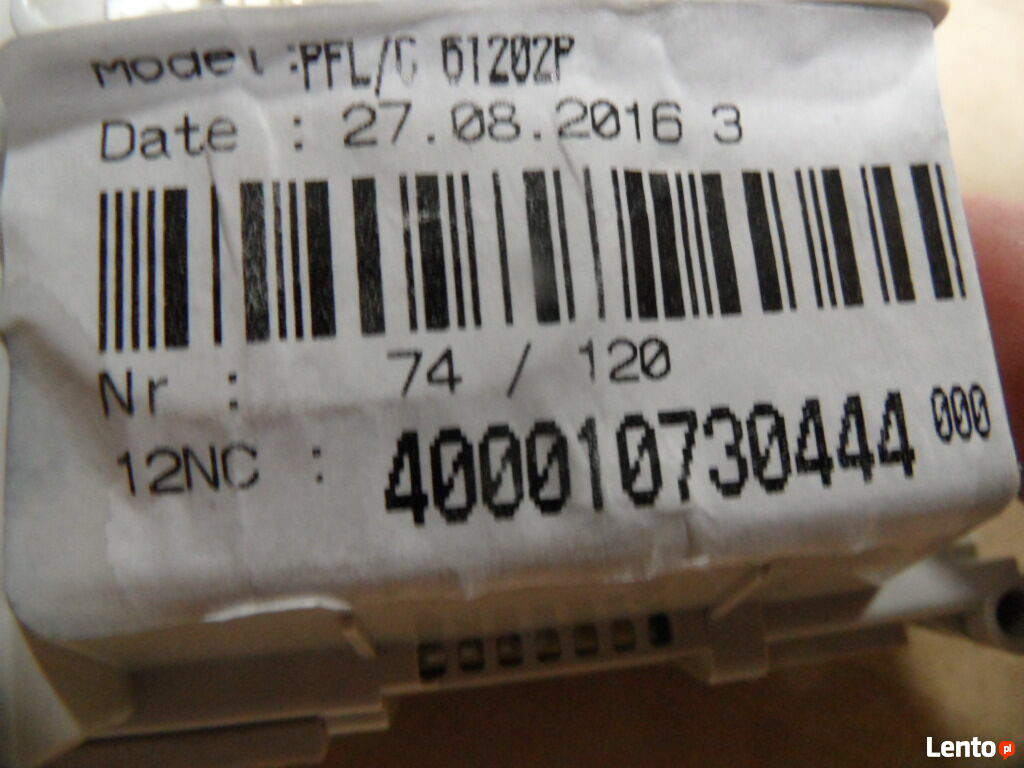 Model :PFL/C 61202P
Date : 27.08.2016 3
Nr : 74 / 120
12NC : 400010730444 000
Lento pl